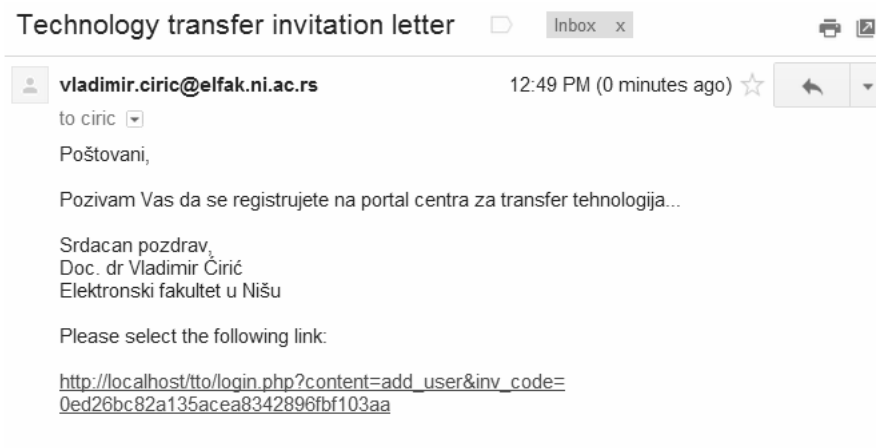 Technology transfer invitation letter
Inbox x
vladimir.ciric@elfak.ni.ac.rs
12:49 PM (0 minutes ago)
to ciric
Poštovani,
Pozivam Vas da se registrujete na portal centra za transfer tehnologija...
Srdacan pozdrav,
Doc. dr Vladimir Ćirić
Elektronski fakultet u Nišu
Please select the following link:
http://localhost/tto/login.php?content=add_user&inv_code=
0ed26bc82a135acea8342896fbf103aa